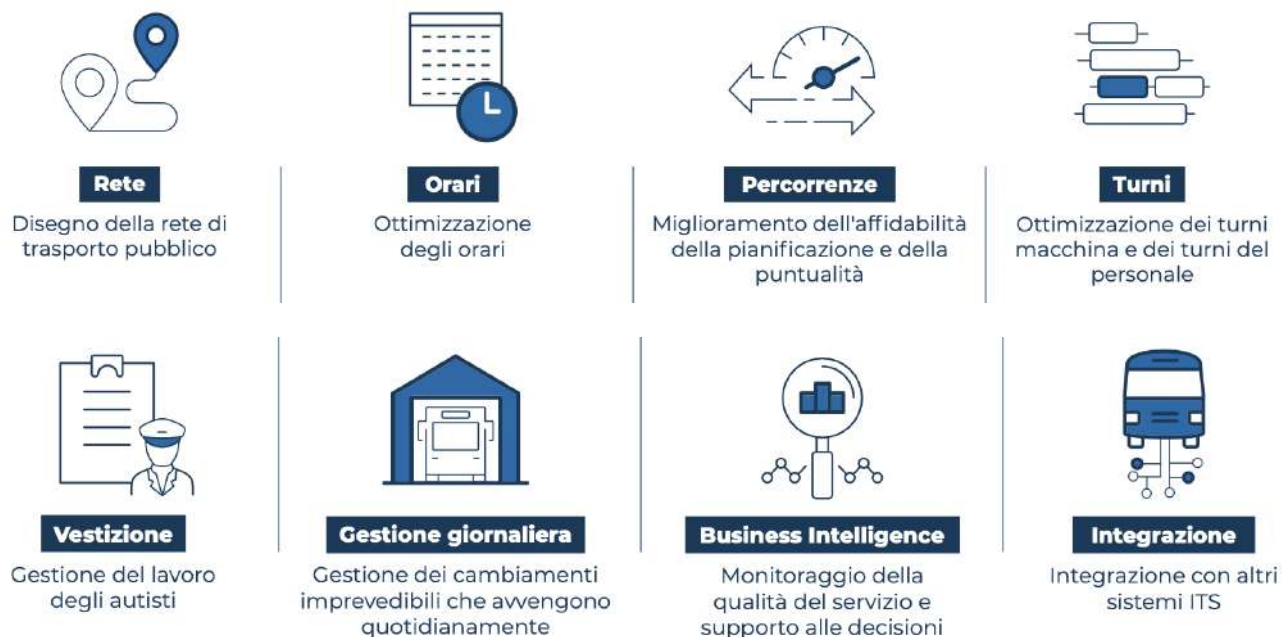 Rete
Disegno della rete di
trasporto pubblico
Orari
Ottimizzazione
degli orari
Percorrenze
Miglioramento dell'affidabilità
della pianificazione e della
puntualità
Turni
Ottimizzazione dei turni
macchina e dei turni del
personale
Vestizione
Gestione del lavoro
degli autisti
Gestione giornaliera
Gestione dei cambiamenti
imprevedibili che avvengono
quotidianamente
Business Intelligence
Monitoraggio della
qualità del servizio e
supporto alle decisioni
Integrazione
Integrazione con altri
sistemi ITS